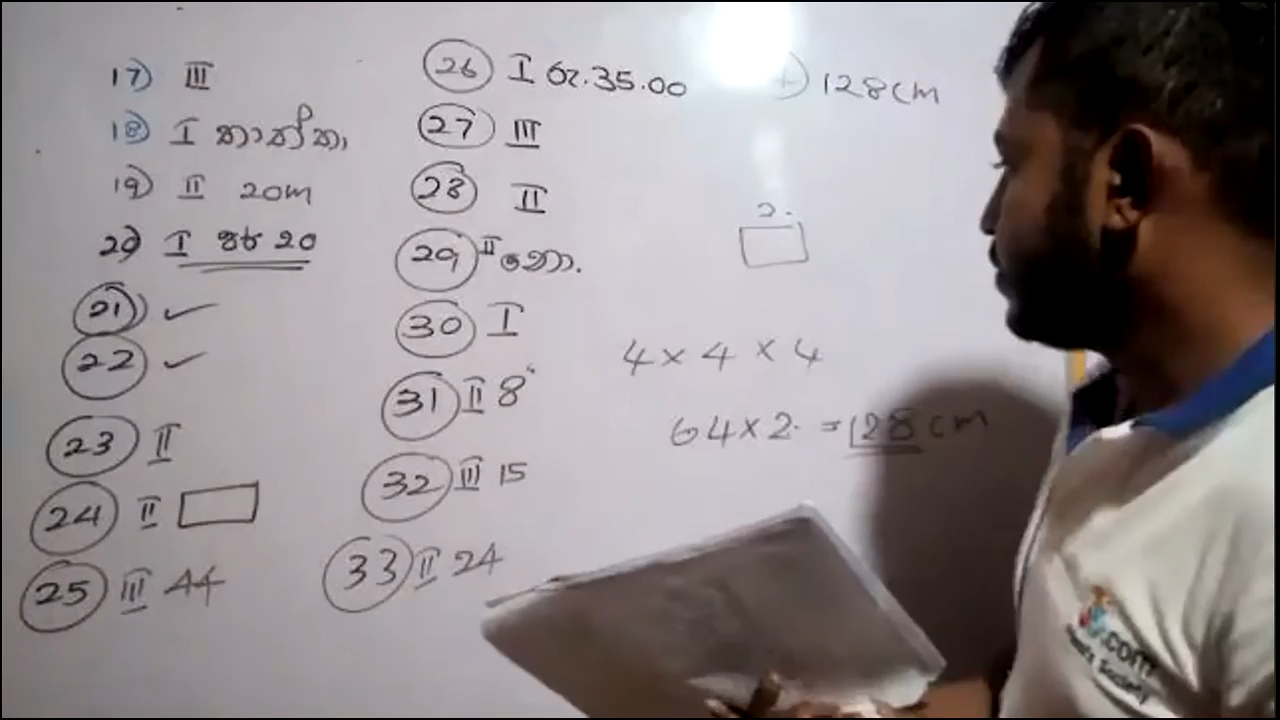 17) III
18) I තාත්තා
19) II 20m
20) I 20
21) ✓
22) ✓
23) II
24) II
25) III 44
26 I රු.35.00
27) III
28 II
29 II නො.
30 I
31 II 8
32 III 15
33 II 24
) 128cm
2.
4 × 4 × 4
64×2 = 128 cm
.com
Society